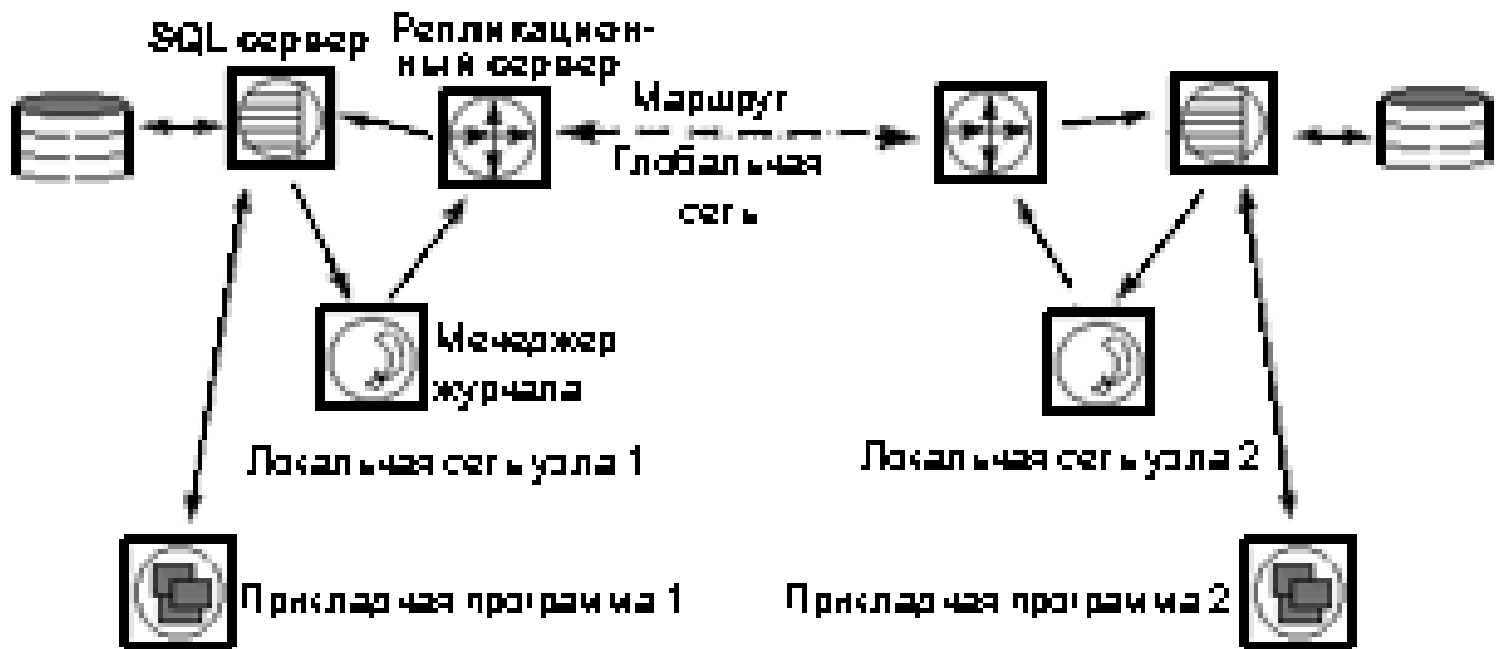 SQL сервер
Репликацион-
ный сервер
Маршрут
Глобальная
сеть
Менеджер
журнала
Локальная сеть узла 1
Локальная сеть узла 2
Прикладная программа 1
Прикладная программа 2